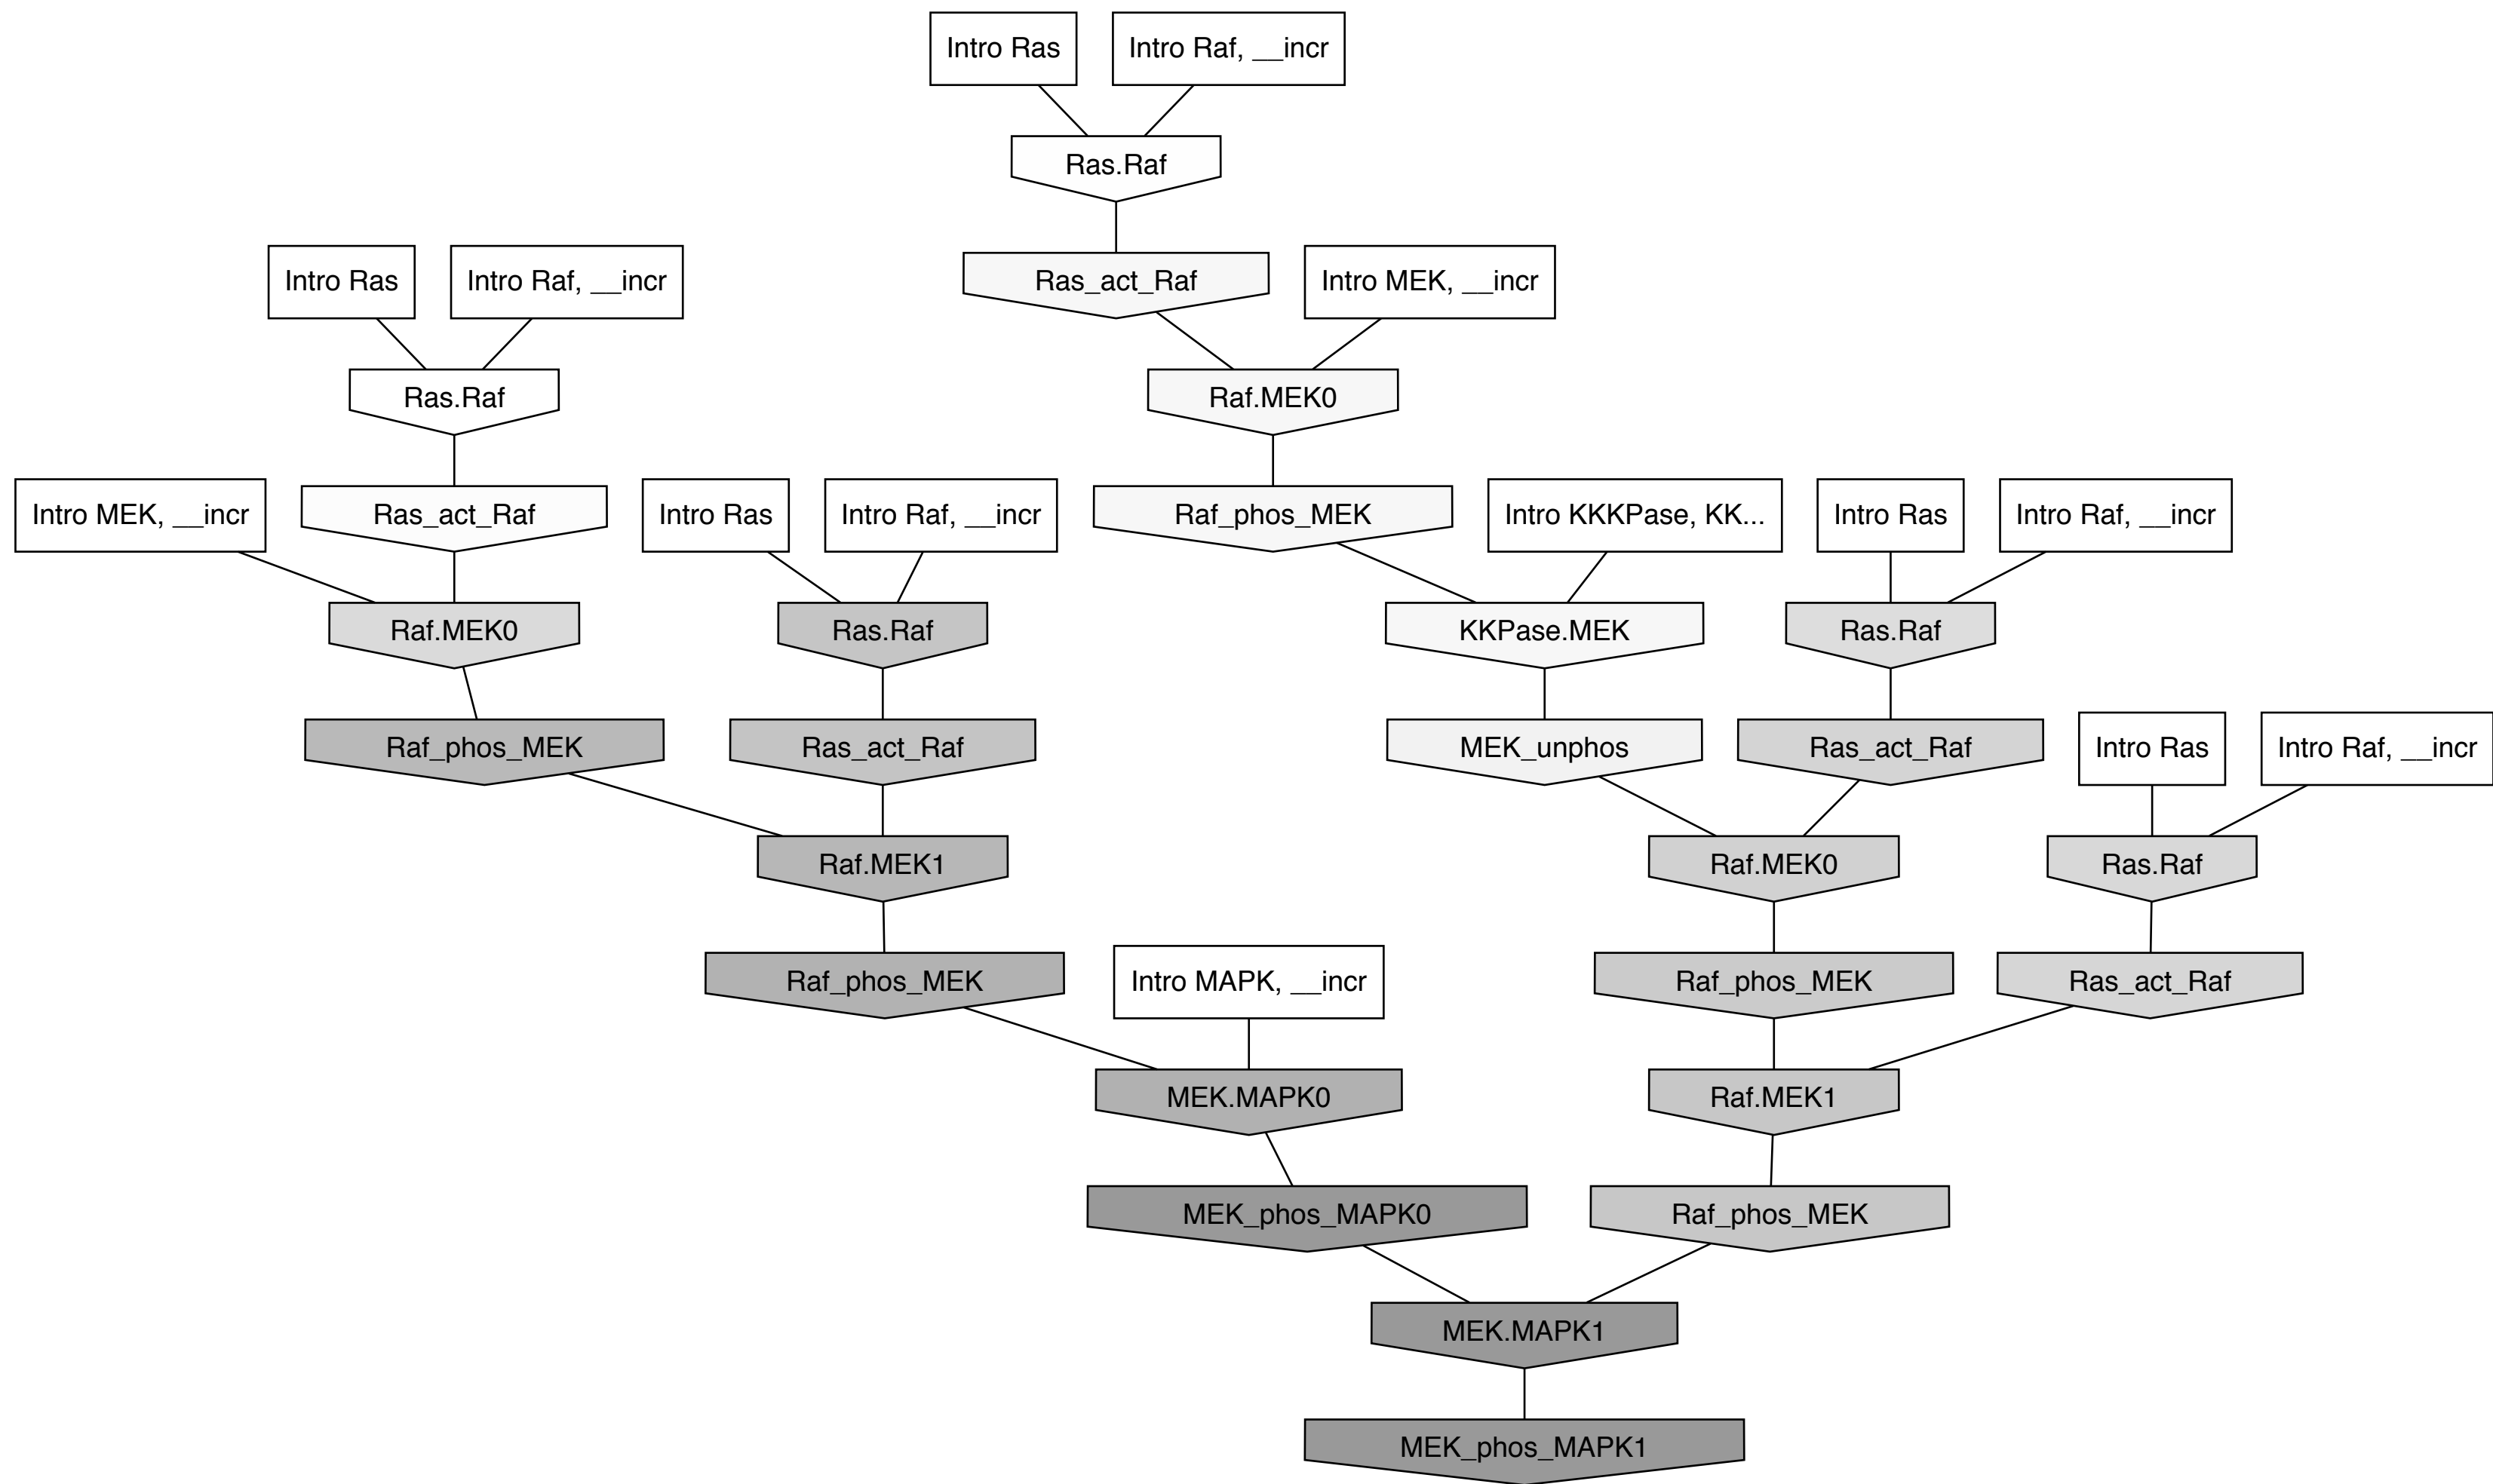 Intro Ras
Intro Raf, __incr
Ras.Raf
Intro Ras
Intro Raf, __incr
Ras_act_Raf
Intro MEK, __incr
Ras.Raf
Raf.MEK0
Intro MEK, __incr
Ras_act_Raf
Intro Ras
Intro Raf, __incr
Raf_phos_MEK
Intro KKKPase, KK...
Intro Ras
Intro Raf, __incr
Raf.MEK0
Ras.Raf
KKPase.MEK
Ras.Raf
Raf_phos_MEK
Ras_act_Raf
MEK_unphos
Ras_act_Raf
Intro Ras
Intro Raf, __incr
Raf.MEK1
Raf.MEK0
Ras.Raf
Raf_phos_MEK
Intro MAPK, __incr
Raf_phos_MEK
Ras_act_Raf
MEK.MAPK0
Raf.MEK1
MEK_phos_MAPK0
Raf_phos_MEK
MEK.MAPK1
MEK_phos_MAPK1